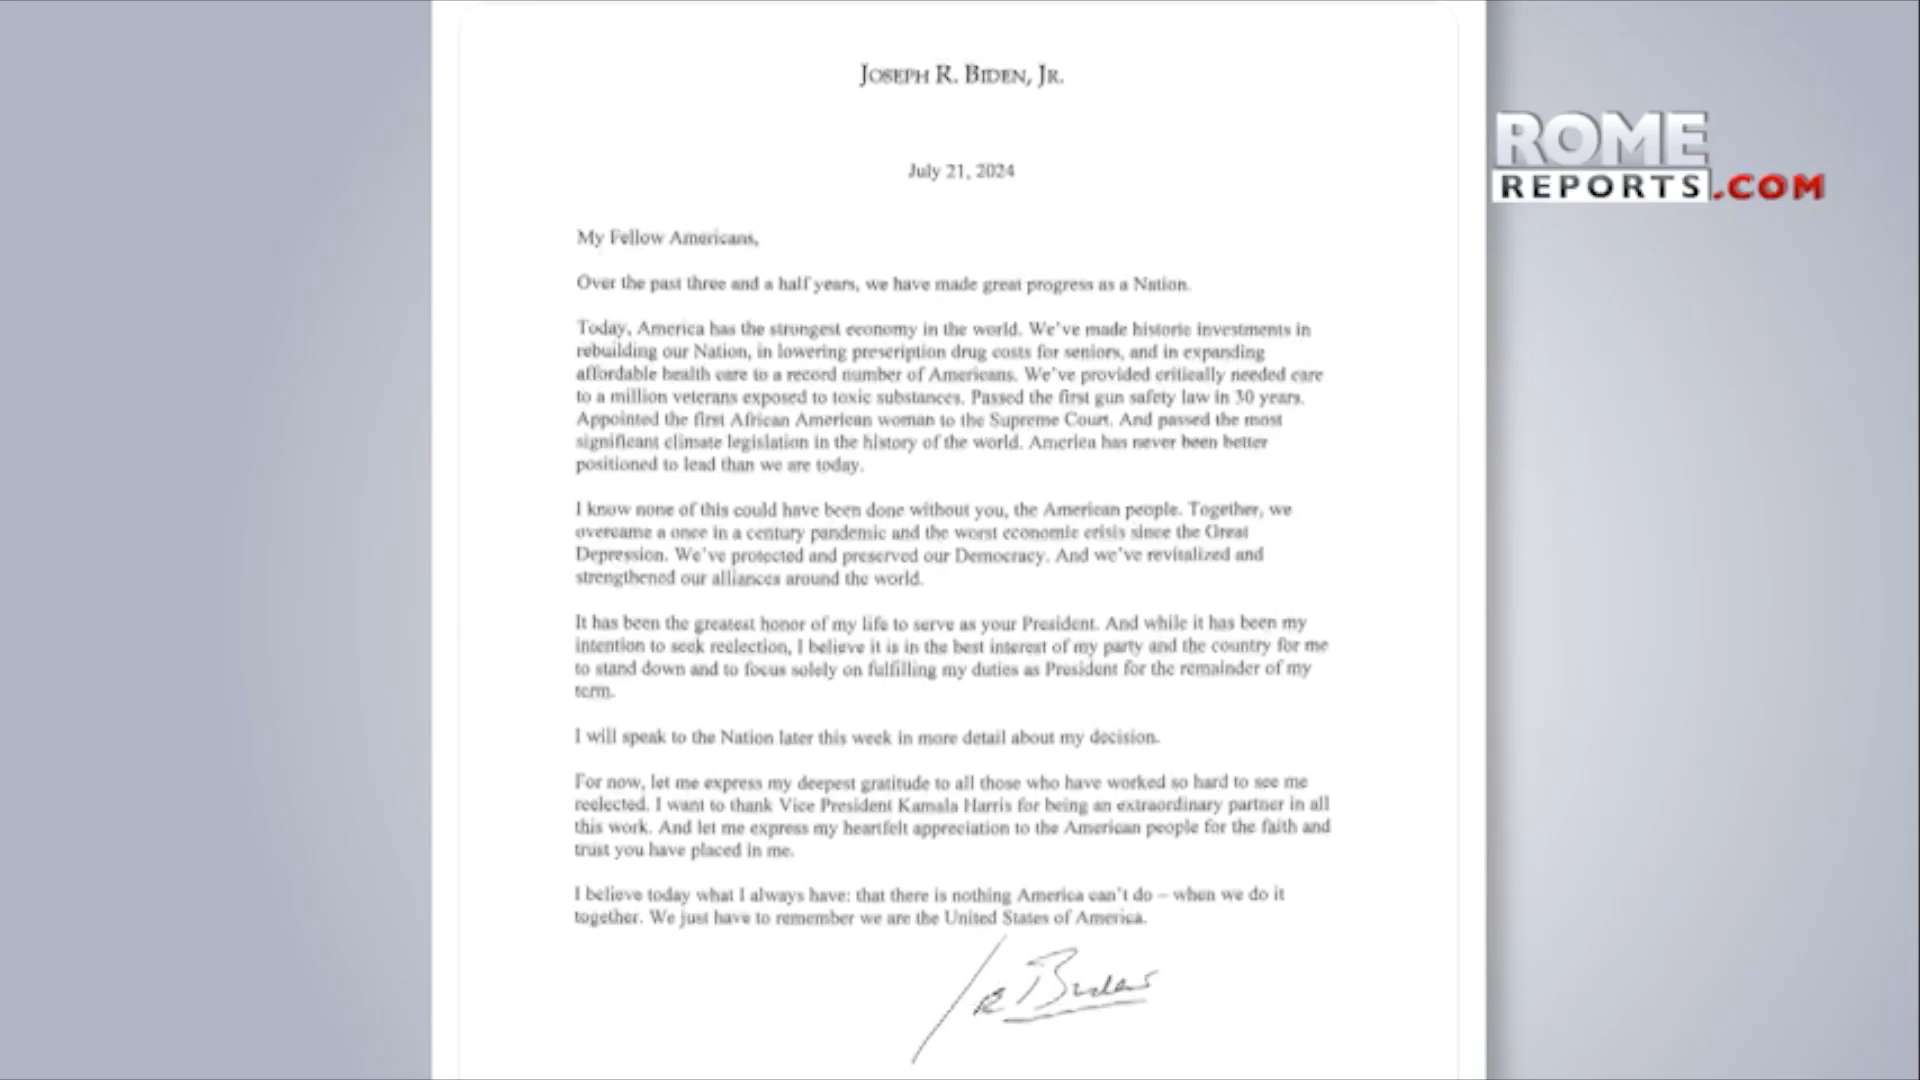 JOSEPH R. BIDEN, JR.
July 21, 2024
ROME
REPORTS.COM
My Fellow Americans,
Over the past three and a half years, we have made great progress as a Nation.
Today, America has the strongest economy in the world. We've made historic investments in
rebuilding our Nation, in lowering prescription drug costs for seniors, and in expanding
affordable health care to a record number of Americans. We've provided critically needed care
to a million veterans exposed to toxic substances. Passed the first gun safety law in 30 years.
Appointed the first African American woman to the Supreme Court. And passed the most
significant climate legislation in the history of the world. America has never been better
positioned to lead than we are today.
I know none of this could have been done without you, the American people. Together, we
overcame a once in a century pandemic and the worst economic crisis since the Great
Depression. We've protected and preserved our Democracy. And we've revitalized and
strengthened our alliances around the world.
It has been the greatest honor of my life to serve as your President. And while it has been my
intention to seek reelection, I believe it is in the best interest of my party and the country for me
to stand down and to focus solely on fulfilling my duties as President for the remainder of my
term.
I will speak to the Nation later this week in more detail about my decision.
For now, let me express my deepest gratitude to all those who have worked so hard to see me
reelected. I want to thank Vice President Kamala Harris for being an extraordinary partner in all
this work. And let me express my heartfelt appreciation to the American people for the faith and
trust you have placed in me.
I believe today what I always have: that there is nothing America can't do – when we do it
together. We just have to remember we are the United States of America.
Joe Biden